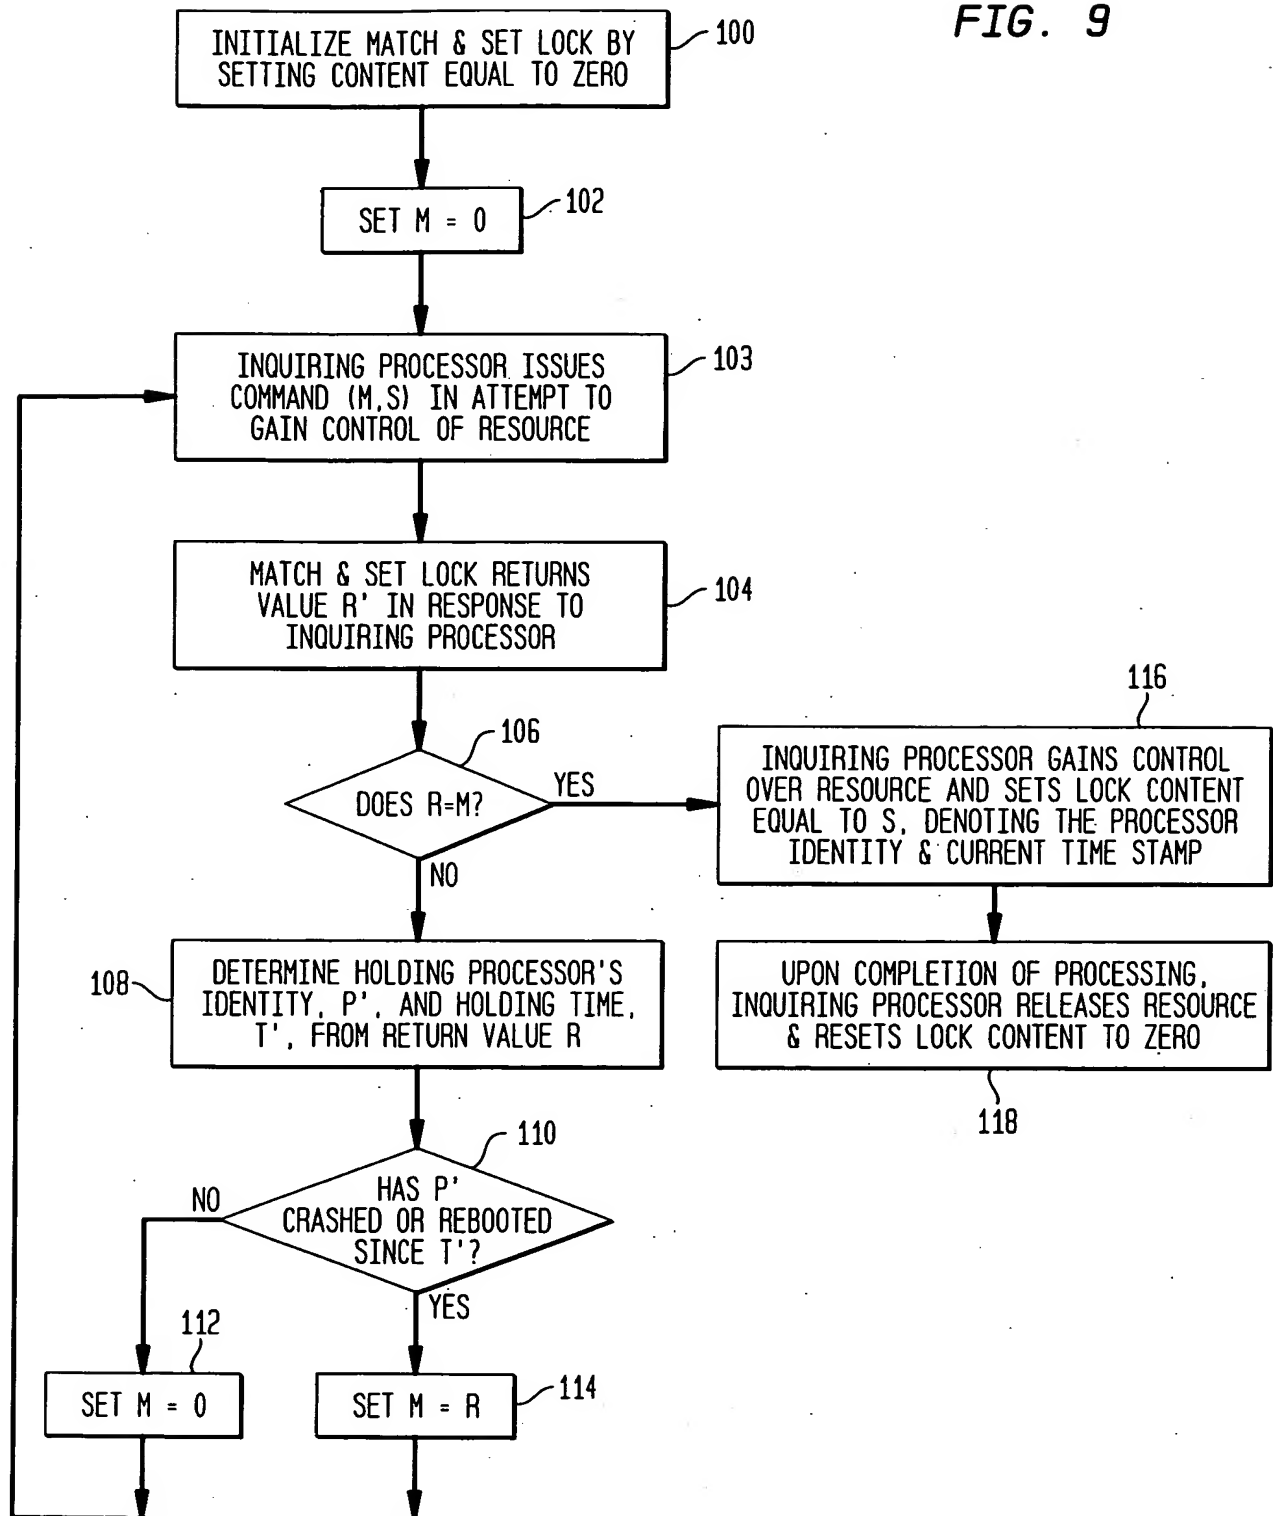 FIG. 9
INITIALIZE MATCH & SET LOCK BY
SETTING CONTENT EQUAL TO ZERO
100
SET M = 0
102
INQUIRING PROCESSOR ISSUES
COMMAND (M,S) IN ATTEMPT TO
GAIN CONTROL OF RESOURCE
103
MATCH & SET LOCK RETURNS
VALUE R' IN RESPONSE TO
INQUIRING PROCESSOR
104
DOES R=M?
106
YES
NO
116
INQUIRING PROCESSOR GAINS CONTROL
OVER RESOURCE AND SETS LOCK CONTENT
EQUAL TO S, DENOTING THE PROCESSOR
IDENTITY & CURRENT TIME STAMP
108
DETERMINE HOLDING PROCESSOR'S
IDENTITY, P', AND HOLDING TIME,
T', FROM RETURN VALUE R
UPON COMPLETION OF PROCESSING,
INQUIRING PROCESSOR RELEASES RESOURCE
& RESETS LOCK CONTENT TO ZERO
118
110
HAS P'
CRASHED OR REBOOTED
SINCE T'?
NO
YES
112
SET M = 0
SET M = R
114